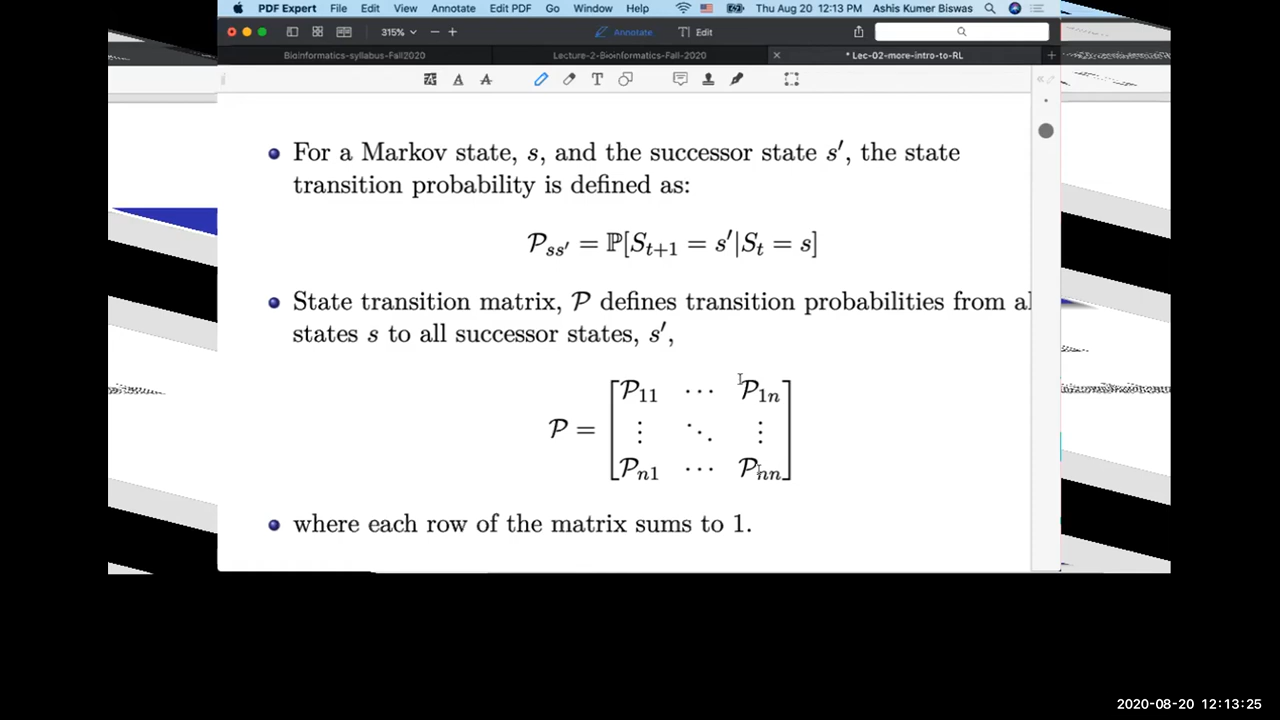 PDF Expert File Edit View Annotate Edit PDF Go Window Help Thu Aug 20 12:13 PM Ashis Kumer Biswas
315% Annotate Edit
Bioinformatics-syllabus-Fall2020 Lecture-2-Bionformatics-Fall-2020 * Lec-02-more-intro-to-RL
For a Markov state, s, and the successor state s′, the state
transition probability is defined as:
𝒫ss′ = ℙ[St+1 = s′|St = s]
State transition matrix, 𝒫 defines transition probabilities from al
states s to all successor states, s′,
𝒫11 ⋯ 𝒫1n
𝒫 = ⋮ ⋱ ⋮
𝒫n1 ⋯ 𝒫nn
where each row of the matrix sums to 1.
2020-08-20 12:13:25